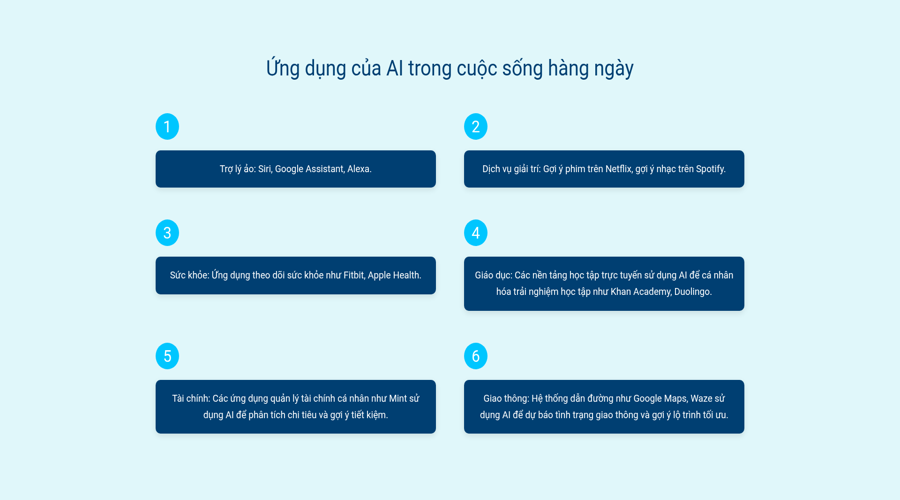 Ứng dụng của AI trong cuộc sống hàng ngày
1
Trợ lý ảo: Siri, Google Assistant, Alexa.
2
Dịch vụ giải trí: Gợi ý phim trên Netflix, gợi ý nhạc trên Spotify.
3
Sức khỏe: Ứng dụng theo dõi sức khỏe như Fitbit, Apple Health.
4
Giáo dục: Các nền tảng học tập trực tuyến sử dụng AI để cá nhân
hóa trải nghiệm học tập như Khan Academy, Duolingo.
5
Tài chính: Các ứng dụng quản lý tài chính cá nhân như Mint sử
dụng AI để phân tích chi tiêu và gợi ý tiết kiệm.
6
Giao thông: Hệ thống dẫn đường như Google Maps, Waze sử
dụng AI để dự báo tình trạng giao thông và gợi ý lộ trình tối ưu.